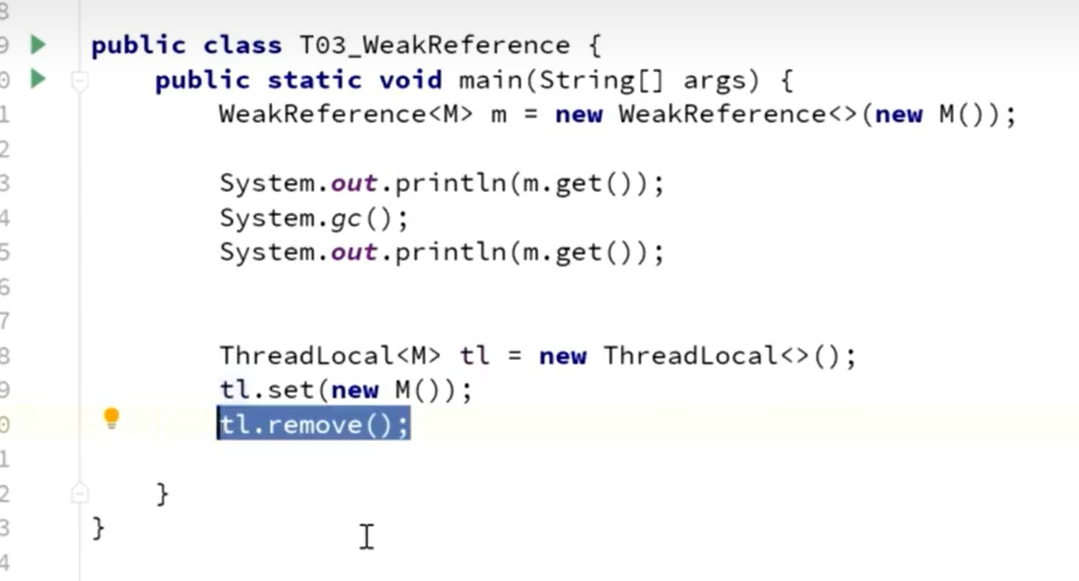 8
9 public class T03_WeakReference {
0 public static void main(String[] args) {
1 WeakReference<M> m = new WeakReference<>(new M());
2
3 System.out.println(m.get());
4 System.gc();
5 System.out.println(m.get());
6
7
8 ThreadLocal<M> tl = new ThreadLocal<>();
9 tl.set(new M());
0 tl.remove();
1
2 }
3 }
4